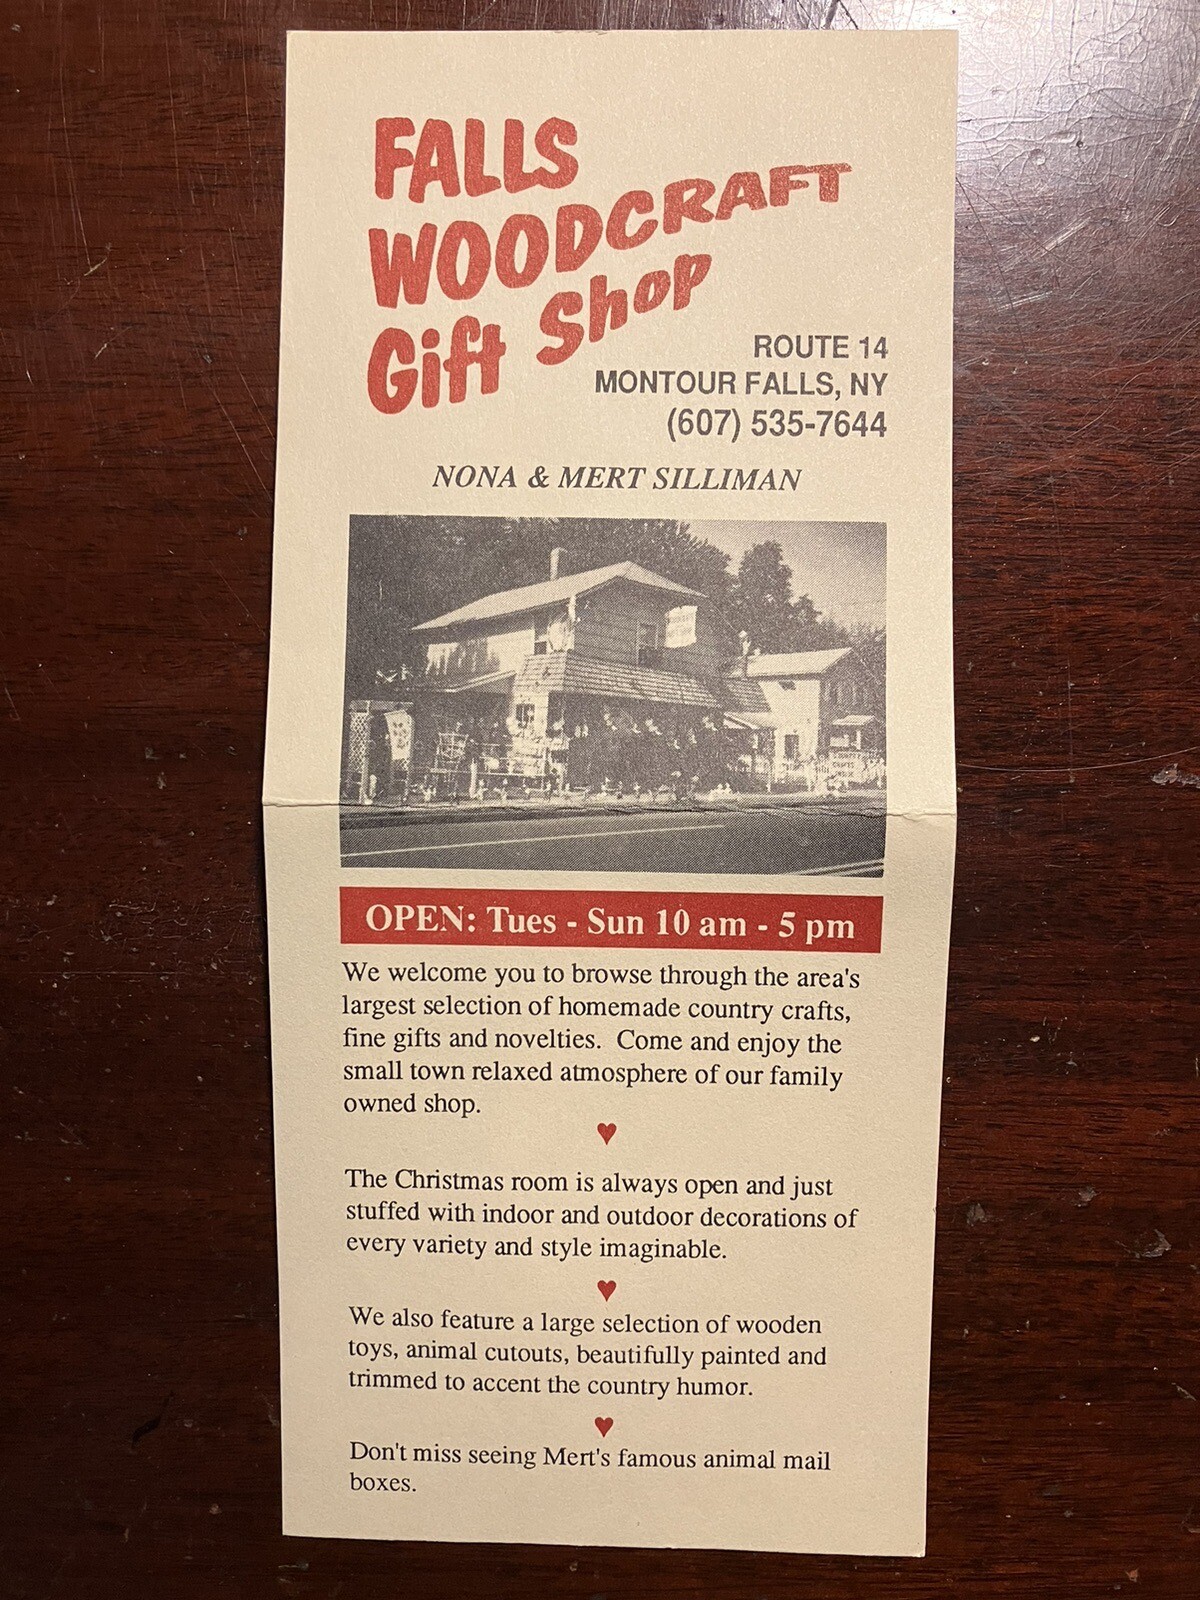 FALLS
WOODCRAFT
Gift Shop
ROUTE 14
MONTOUR FALLS, NY
(607) 535-7644
NONA & MERT SILLIMAN
OPEN: Tues - Sun 10 am - 5 pm
We welcome you to browse through the area's
largest selection of homemade country crafts,
fine gifts and novelties.  Come and enjoy the
small town relaxed atmosphere of our family
owned shop.
♥
The Christmas room is always open and just
stuffed with indoor and outdoor decorations of
every variety and style imaginable.
♥
We also feature a large selection of wooden
toys, animal cutouts, beautifully painted and
trimmed to accent the country humor.
♥
Don't miss seeing Mert's famous animal mail
boxes.